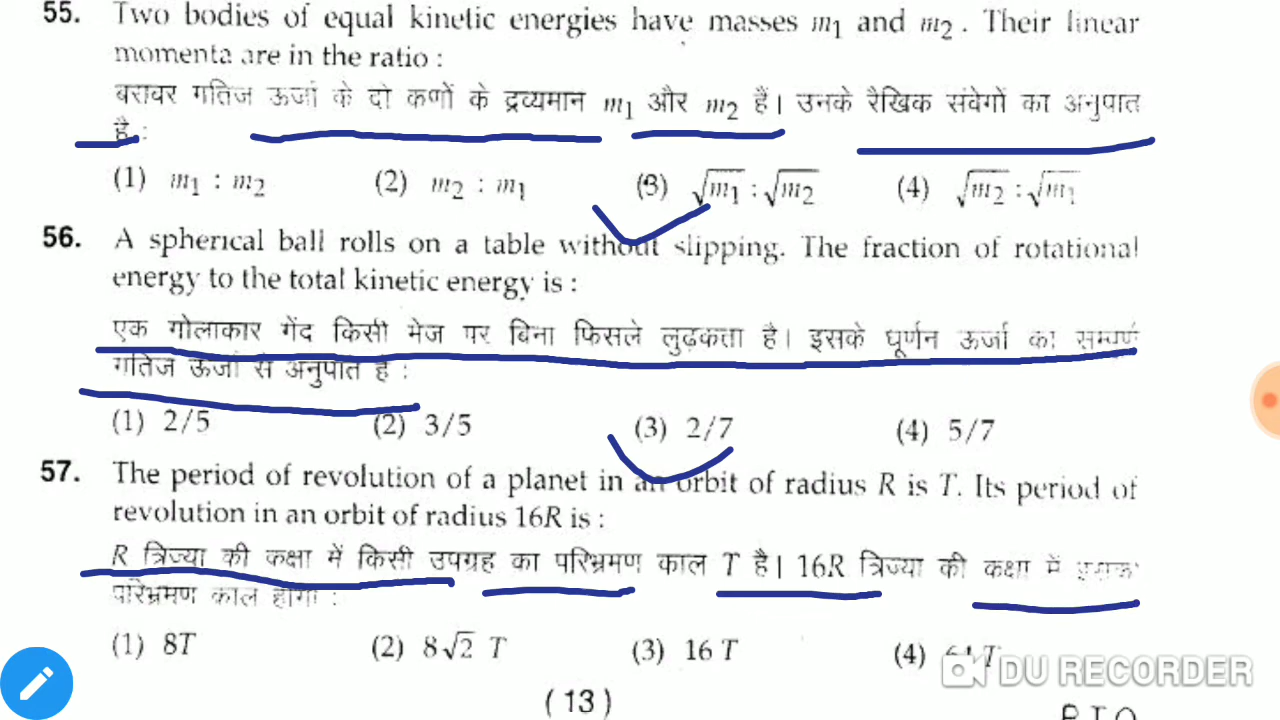 55. Two bodies of equal kinetic energies have masses m₁ and m₂. Their linear
momenta are in the ratio :
बराबर गतिज ऊर्जा के दो कणों के द्रव्यमान m₁ और m₂ हैं। उनके रैखिक संवेगों का अनुपात
है :
(1) m₁ : m₂ (2) m₂ : m₁ (3) √m₁ : √m₂ (4) √m₂ : √m₁
56. A spherical ball rolls on a table without slipping. The fraction of rotational
energy to the total kinetic energy is :
एक गोलाकार गेंद किसी मेज पर बिना फिसले लुढ़कता है। इसके घूर्णन ऊर्जा का सम्पूर्ण
गतिज ऊर्जा से अनुपात है :
(1) 2/5 (2) 3/5 (3) 2/7 (4) 5/7
57. The period of revolution of a planet in an orbit of radius R is T. Its period of
revolution in an orbit of radius 16R is :
R त्रिज्या की कक्षा में किसी उपग्रह का परिभ्रमण काल T है। 16R त्रिज्या की कक्षा में
परिभ्रमण काल होगा :
(1) 8T (2) 8√2 T (3) 16 T (4) T
DU RECORDER
( 13 )
P.T.O